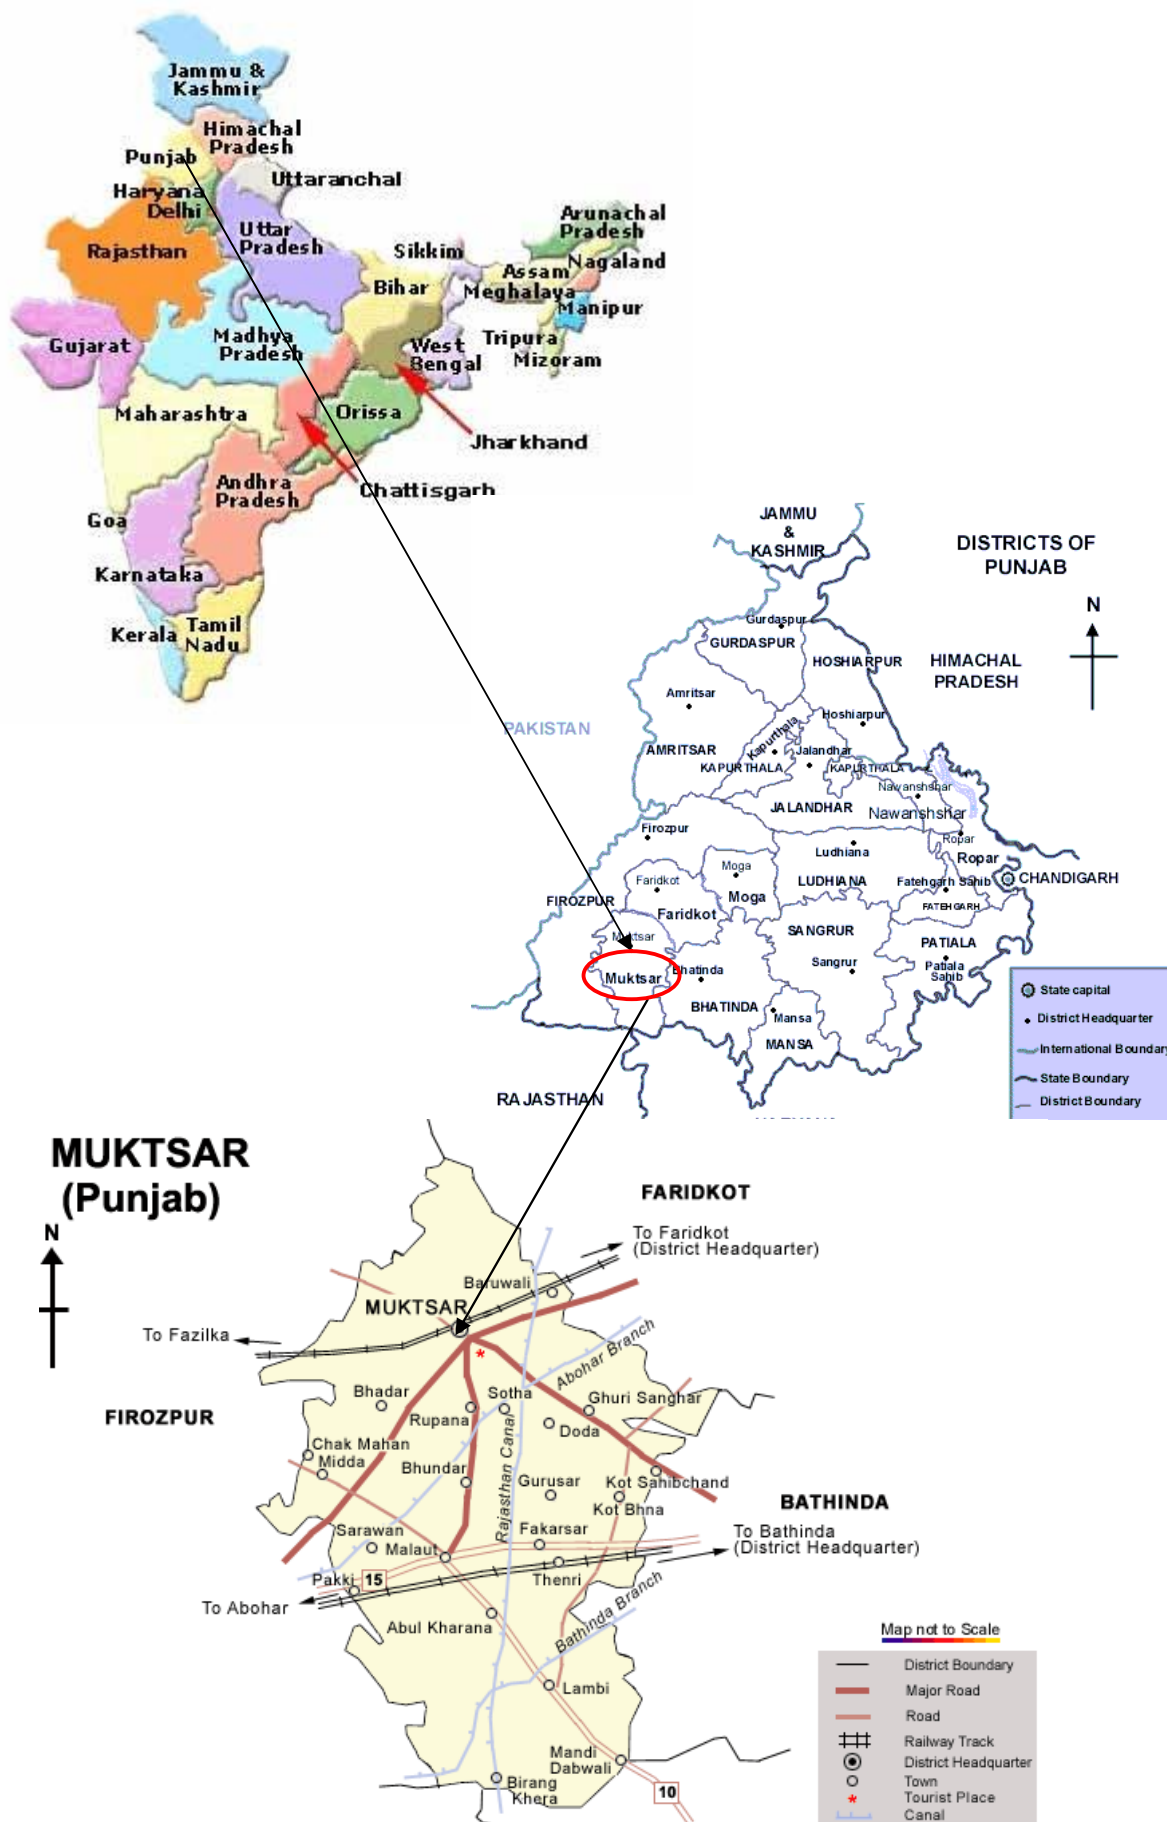 Jammu &
Kashmir
Himachal
Pradesh
Punjab
Uttaranchal
Haryana
Delhi
Uttar
Pradesh
Rajasthan
Arunachal
Pradesh
Sikkim
Nagaland
Assam
Bihar
Meghalaya
Manipur
Gujarat
Madhya
Pradesh
West
Bengal
Tripura
Mizoram
Maharashtra
Orissa
Jharkhand
Andhra
Pradesh
Chattisgarh
Goa
Karnataka
Kerala
Tamil
Nadu
JAMMU
&
KASHMIR
DISTRICTS OF
PUNJAB
N
Gurdaspur
GURDASPUR
HOSHIARPUR
HIMACHAL
PRADESH
Amritsar
Hoshiarpur
PAKISTAN
Kapurthala
AMRITSAR
Jalandhar
KAPURTHALA
KAPURTHALA
Nawanshshar
JALANDHAR
Nawanshshar
Firozpur
Ropar
Ludhiana
Ropar
Moga
Faridkot
LUDHIANA
Fatehgarh Sahib
CHANDIGARH
Moga
FIROZPUR
Faridkot
FATEHGARH
SANGRUR
Muktsar
PATIALA
Sangrur
Patiala
Sahib
Bhatinda
Muktsar
BHATINDA
Mansa
MANSA
State capital
District Headquarter
International Boundary
State Boundary
District Boundary
RAJASTHAN
MUKTSAR
(Punjab)
N
FARIDKOT
To Faridkot
(District Headquarter)
Baruwali
MUKTSAR
To Fazilka
Abohar Branch
Bhadar
Sotha
Ghuri Sanghar
FIROZPUR
Rupana
Doda
Chak Mahan
Midda
Bhundar
Rajasthan Canal
Gurusar
Kot Sahibchand
Kot Bhna
BATHINDA
Sarawan
Malaut
Fakarsar
To Bathinda
(District Headquarter)
Pakki
15
Thenri
To Abohar
Abul Kharana
Bathinda Branch
Lambi
Mandi
Dabwali
Birang
Khera
10
Map not to Scale
District Boundary
Major Road
Road
Railway Track
District Headquarter
Town
Tourist Place
Canal